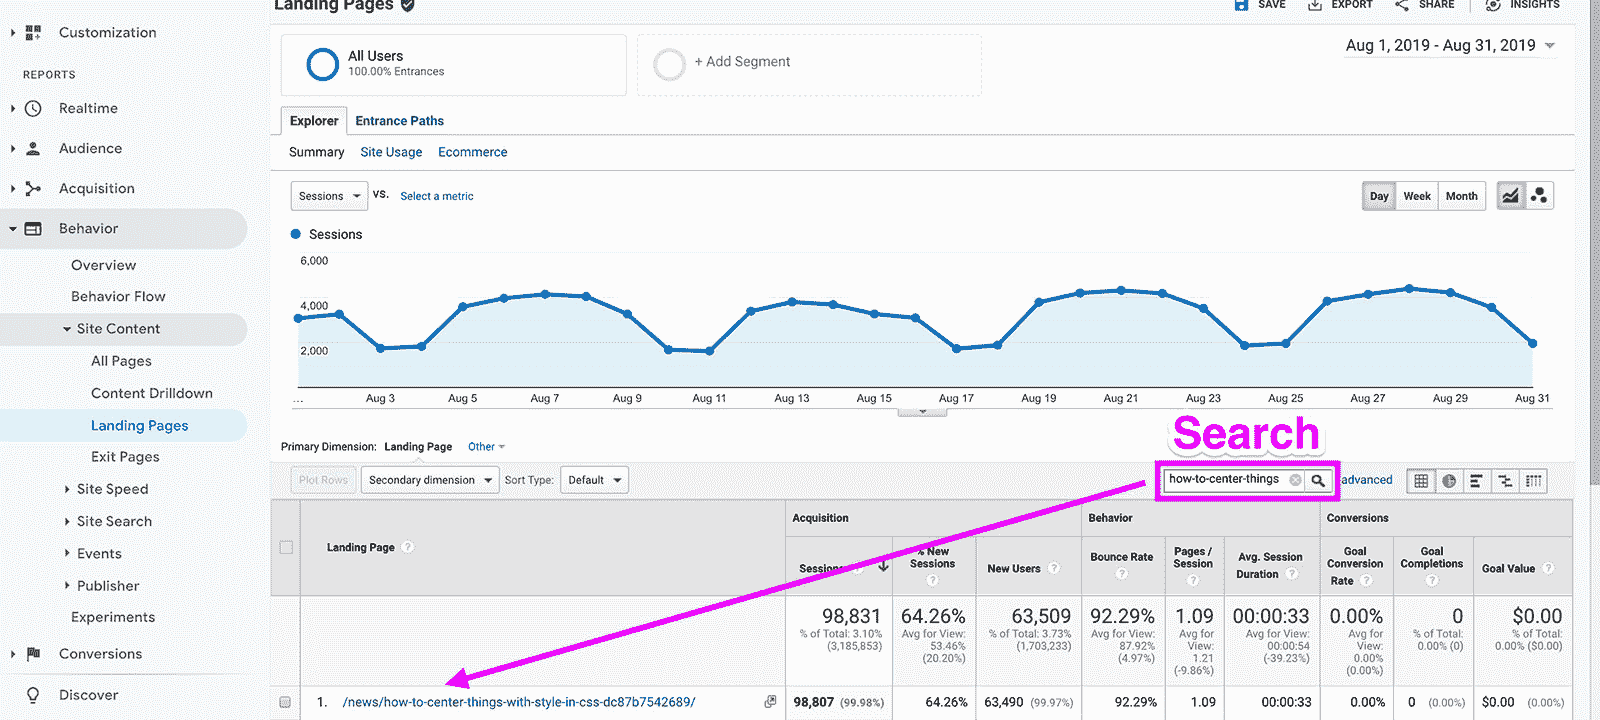 Landing Pages
SAVE
EXPORT
SHARE
INSIGHTS
Customization
REPORTS
Realtime
Audience
Acquisition
Behavior
Overview
Behavior Flow
Site Content
All Pages
Content Drilldown
Landing Pages
Exit Pages
Site Speed
Site Search
Events
Publisher
Experiments
Conversions
Discover
All Users
100.00% Entrances
+ Add Segment
Aug 1, 2019 - Aug 31, 2019
Explorer
Entrance Paths
Summary
Site Usage
Ecommerce
Sessions
VS.
Select a metric
Day
Week
Month
Sessions
6,000
4,000
2,000
...
Aug 3
Aug 5
Aug 7
Aug 9
Aug 11
Aug 13
Aug 15
Aug 17
Aug 19
Aug 21
Aug 23
Aug 25
Aug 27
Aug 29
Aug 31
Search
Primary Dimension: Landing Page Other
Plot Rows
Secondary dimension
Sort Type: Default
how-to-center-things
advanced
Landing Page ?
Acquisition
Behavior
Conversions
Sessions ?
% New
Sessions
?
New Users ?
Bounce Rate
?
Pages /
Session
?
Avg. Session
Duration ?
Goal
Conversion
Rate ?
Goal
Completions
?
Goal Value ?
98,831
% of Total: 3.10%
(3,185,853)
64.26%
Avg for View:
53.46%
(20.20%)
63,509
% of Total: 3.73%
(1,703,233)
92.29%
Avg for View:
87.92%
(4.97%)
1.09
Avg for
View:
1.21
(-9.86%)
00:00:33
Avg for View:
00:00:54
(-39.23%)
0.00%
Avg for
View:
0.00%
(0.00%)
0
% of Total:
0.00% (0)
$0.00
% of Total:
0.00% ($0.00)
1. /news/how-to-center-things-with-style-in-css-dc87b7542689/
98,807 (99.98%)
64.26%
63,490 (99.97%)
92.29%
1.09
00:00:33
0.00%
0 (0.00%)
$0.00 (0.00%)